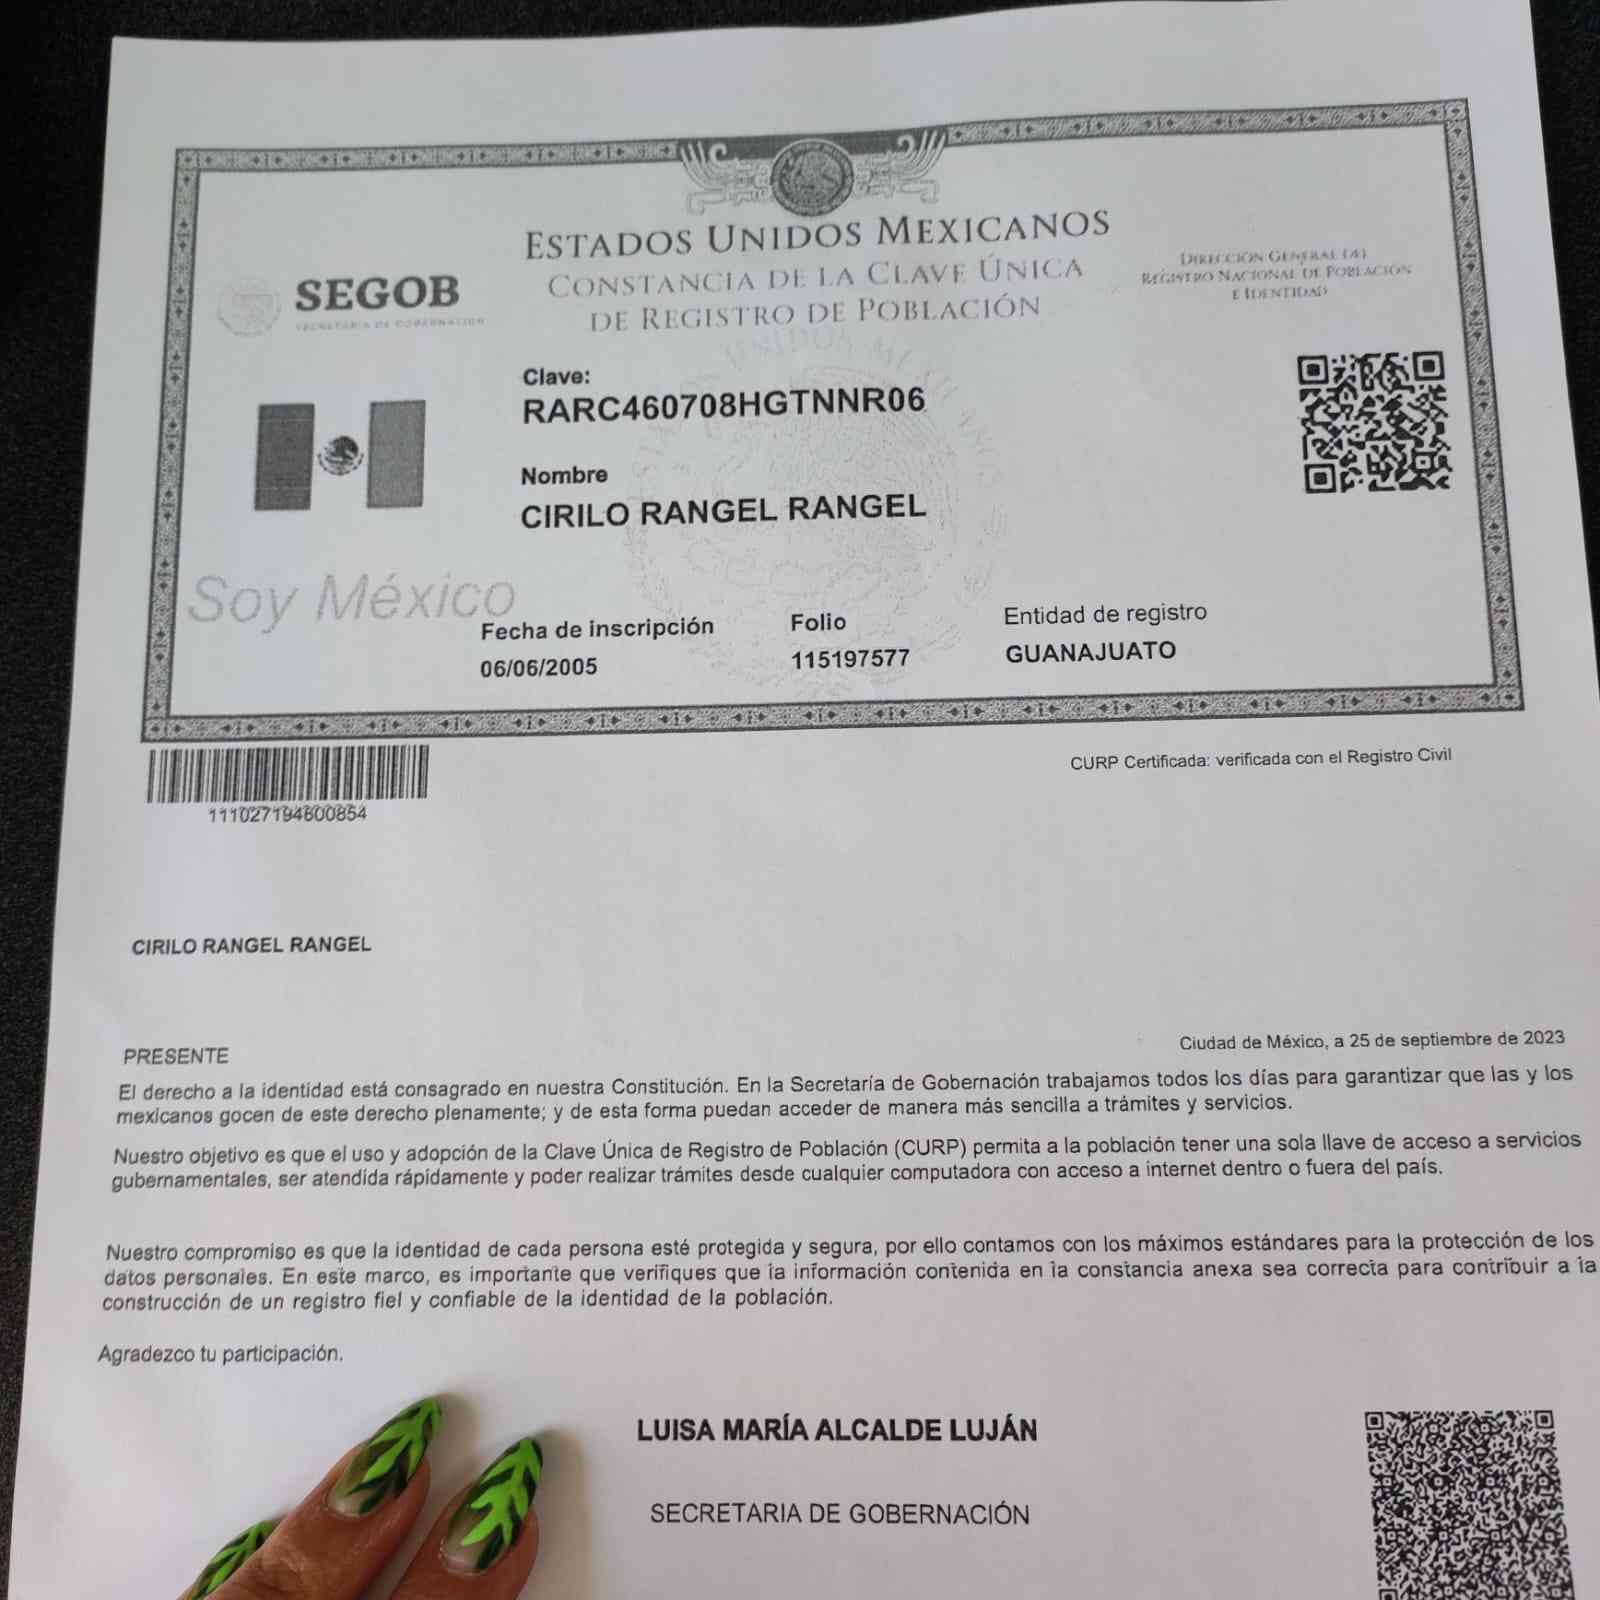 ESTADOS UNIDOS MEXICANOS
CONSTANCIA DE LA CLAVE ÚNICA
DE REGISTRO DE POBLACIÓN
SEGOB
SECRETARÍA DE GOBERNACIÓN
DIRECCIÓN GENERAL DEL
REGISTRO NACIONAL DE POBLACIÓN
E IDENTIDAD
Clave:
RARC460708HGTNNR06
Nombre
CIRILO RANGEL RANGEL
Soy México
Fecha de inscripción
06/06/2005
Folio
115197577
Entidad de registro
GUANAJUATO
111027194600854
CURP Certificada: verificada con el Registro Civil
CIRILO RANGEL RANGEL
Ciudad de México, a 25 de septiembre de 2023
PRESENTE
El derecho a la identidad está consagrado en nuestra Constitución. En la Secretaría de Gobernación trabajamos todos los días para garantizar que las y los
mexicanos gocen de este derecho plenamente; y de esta forma puedan acceder de manera más sencilla a trámites y servicios.
Nuestro objetivo es que el uso y adopción de la Clave Única de Registro de Población (CURP) permita a la población tener una sola llave de acceso a servicios
gubernamentales, ser atendida rápidamente y poder realizar trámites desde cualquier computadora con acceso a internet dentro o fuera del país.
Nuestro compromiso es que la identidad de cada persona esté protegida y segura, por ello contamos con los máximos estándares para la protección de los
datos personales. En este marco, es importante que verifiques que la información contenida en la constancia anexa sea correcta para contribuir a la
construcción de un registro fiel y confiable de la identidad de la población.
Agradezco tu participación.
LUISA MARÍA ALCALDE LUJÁN
SECRETARIA DE GOBERNACIÓN